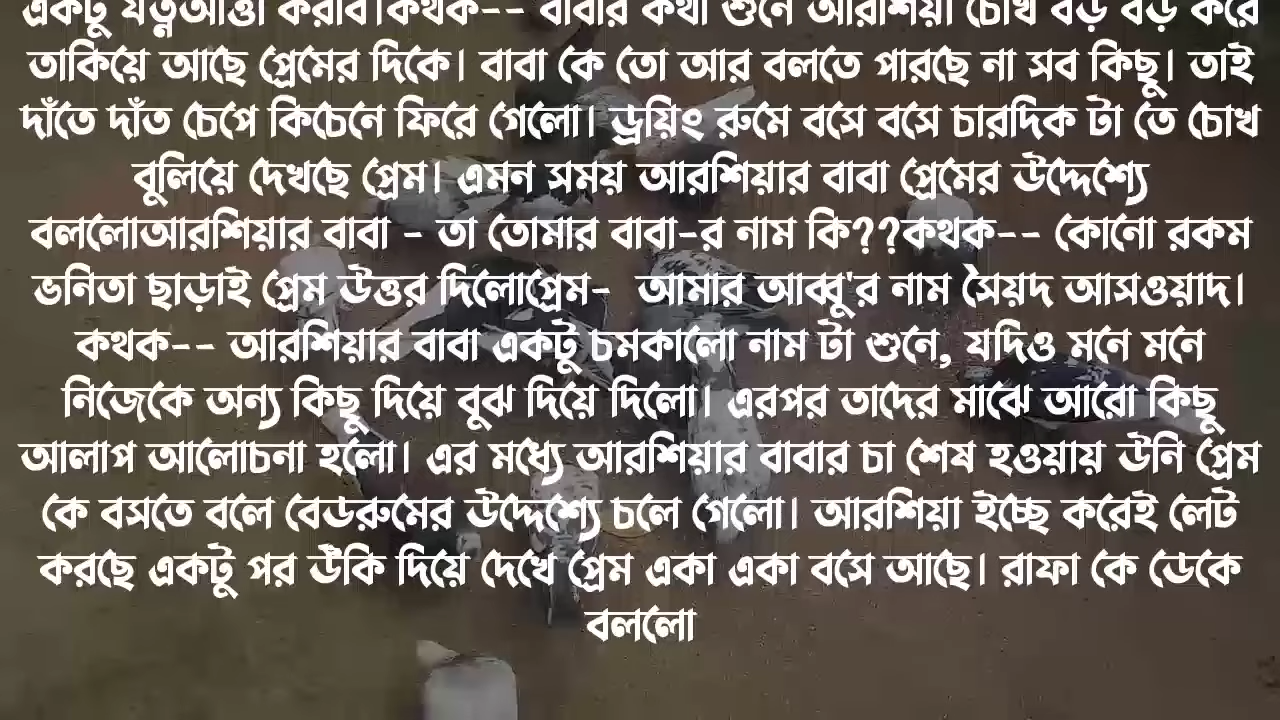 একটু যত্নআত্তা করবি।কথক-- বাবার কথা শুনে আরশিয়া চোখ বড় বড় করে
তাকিয়ে আছে প্রেমের দিকে। বাবা কে তো আর বলতে পারছে না সব কিছু। তাই
দাঁতে দাঁত চেপে কিচেনে ফিরে গেলো। ড্রয়িং রুমে বসে বসে চারদিক টা তে চোখ
বুলিয়ে দেখছে প্রেম। এমন সময় আরশিয়ার বাবা প্রেমের উদ্দেশ্যে
বললোআরশিয়ার বাবা - তা তোমার বাবা-র নাম কি??কথক-- কোনো রকম
ভনিতা ছাড়াই প্রেম উত্তর দিলোপ্রেম- আমার আব্বু'র নাম সৈয়দ আসওয়াদ।
কথক-- আরশিয়ার বাবা একটু চমকালো নাম টা শুনে, যদিও মনে মনে
নিজেকে অন্য কিছু দিয়ে বুঝ দিয়ে দিলো। এরপর তাদের মাঝে আরো কিছু
আলাপ আলোচনা হলো। এর মধ্যে আরশিয়ার বাবার চা শেষ হওয়ায় উনি প্রেম
কে বসতে বলে বেডরুমের উদ্দেশ্যে চলে গেলো। আরশিয়া ইচ্ছে করেই লেট
করছে একটু পর উঁকি দিয়ে দেখে প্রেম একা একা বসে আছে। রাফা কে ডেকে
বললো